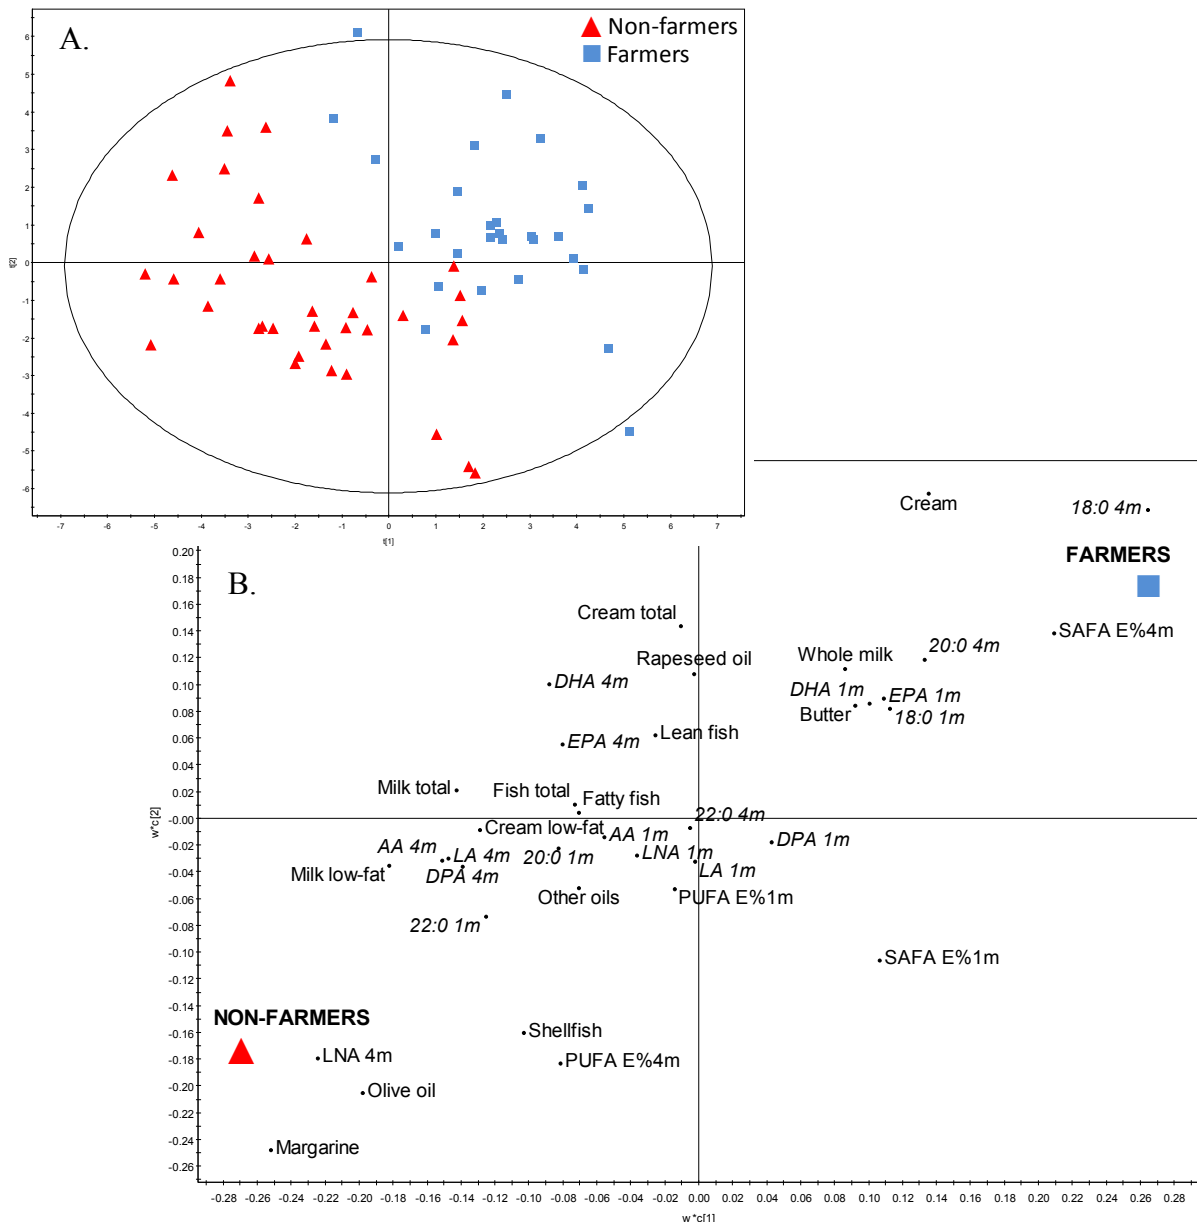 A.
Non-farmers
Farmers
6
5
4
3
2
1
0
-1
-2
-3
-4
-5
-6
t[2]
-7 -6 -5 -4 -3 -2 -1 0 1 2 3 4 5 6 7
t[1]
B.
Cream
18:0 4m
FARMERS
Cream total
SAFA E%4m
20:0 4m
Whole milk
Rapeseed oil
DHA 4m
DHA 1m
EPA 1m
Butter
18:0 1m
Lean fish
EPA 4m
Milk total
Fish total
Fatty fish
22:0 4m
Cream low-fat
AA 1m
DPA 1m
AA 4m
LA 4m
20:0 1m
LNA 1m
LA 1m
Milk low-fat
DPA 4m
Other oils
PUFA E%1m
22:0 1m
SAFA E%1m
NON-FARMERS
Shellfish
LNA 4m
PUFA E%4m
Olive oil
Margarine
0.20
0.18
0.16
0.14
0.12
0.10
0.08
0.06
0.04
0.02
-0.00
-0.02
-0.04
-0.06
-0.08
-0.10
-0.12
-0.14
-0.16
-0.18
-0.20
-0.22
-0.24
-0.26
w*c[2]
-0.28 -0.26 -0.24 -0.22 -0.20 -0.18 -0.16 -0.14 -0.12 -0.10 -0.08 -0.06 -0.04 -0.02 0.00 0.02 0.04 0.06 0.08 0.10 0.12 0.14 0.16 0.18 0.20 0.22 0.24 0.26 0.28
w*c[1]